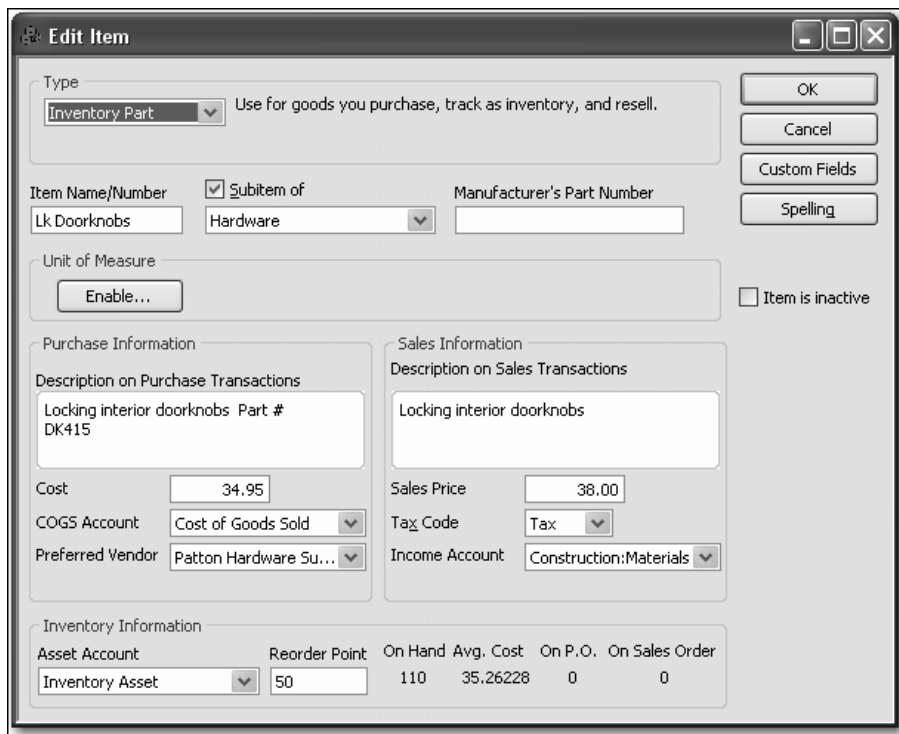 Edit Item
Type
Inventory Part
Use for goods you purchase, track as inventory, and resell.
OK
Cancel
Custom Fields
Spelling
Item Name/Number
Subitem of
Manufacturer's Part Number
Lk Doorknobs
Hardware
Unit of Measure
Enable...
Item is inactive
Purchase Information
Description on Purchase Transactions
Locking interior doorknobs Part #
DK415
Cost 34.95
COGS Account Cost of Goods Sold
Preferred Vendor Patton Hardware Su...
Sales Information
Description on Sales Transactions
Locking interior doorknobs
Sales Price 38.00
Tax Code Tax
Income Account Construction:Materials
Inventory Information
Asset Account Reorder Point On Hand Avg. Cost On P.O. On Sales Order
Inventory Asset 50 110 35.26228 0 0